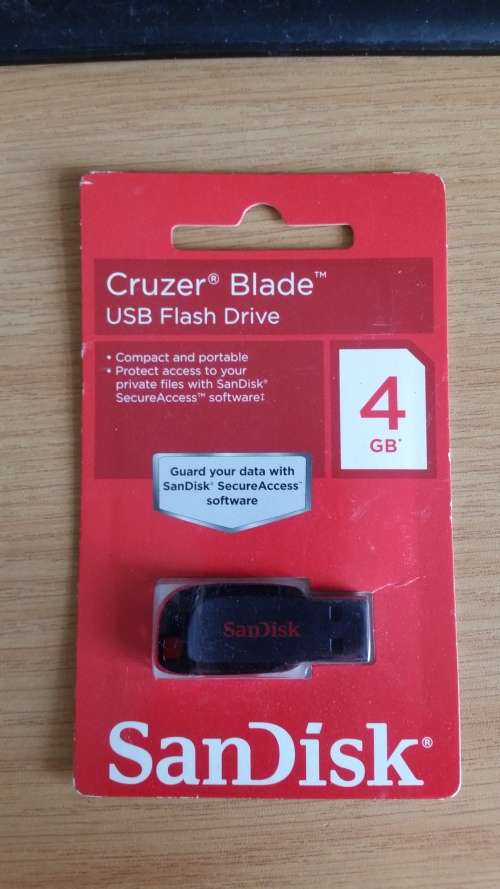 Cruzer® Blade™
USB Flash Drive
• Compact and portable
• Protect access to your
private files with SanDisk®
SecureAccess™ software‡
4
GB*
Guard your data with
SanDisk® SecureAccess™
software
SanDisk
SanDisk®